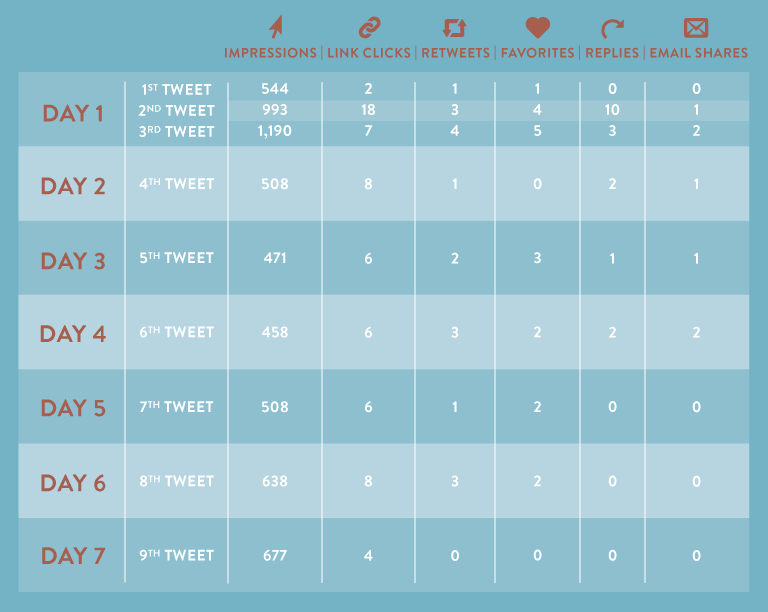 IMPRESSIONS | LINK CLICKS | RETWEETS | FAVORITES | REPLIES | EMAIL SHARES
DAY 1
1ST TWEET 544 2 1 1 0 0
2ND TWEET 993 18 3 4 10 1
3RD TWEET 1,190 7 4 5 3 2
DAY 2 4TH TWEET 508 8 1 0 2 1
DAY 3 5TH TWEET 471 6 2 3 1 1
DAY 4 6TH TWEET 458 6 3 2 2 2
DAY 5 7TH TWEET 508 6 1 2 0 0
DAY 6 8TH TWEET 638 8 3 2 0 0
DAY 7 9TH TWEET 677 4 0 0 0 0